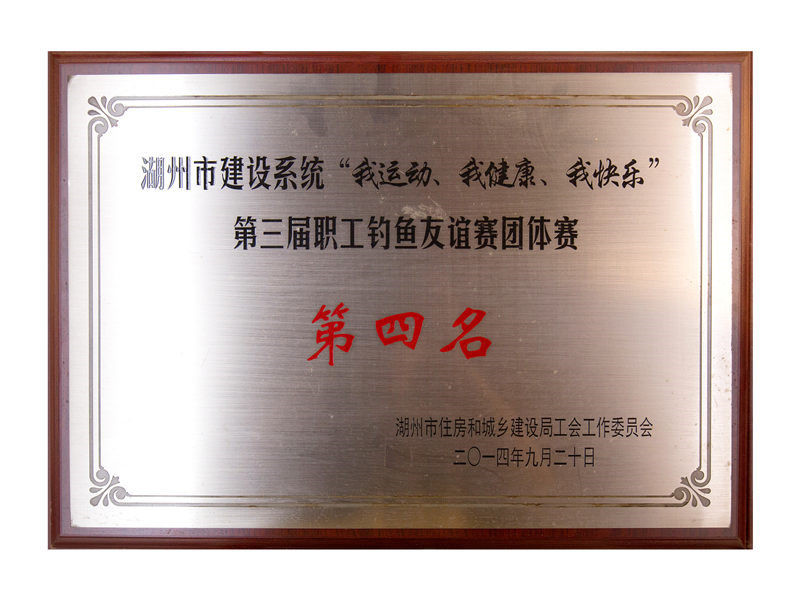 湖州市建设系统“我运动、我健康、我快乐”
第三届职工钓鱼友谊赛团体赛
第四名
湖州市住房和城乡建设局工会工作委员会
二〇一四年九月二十日